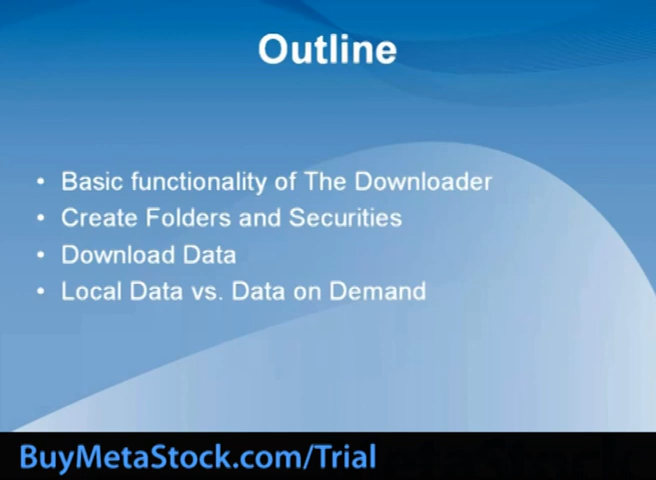 Outline
• Basic functionality of The Downloader
• Create Folders and Securities
• Download Data
• Local Data vs. Data on Demand
BuyMetaStock.com/Trial